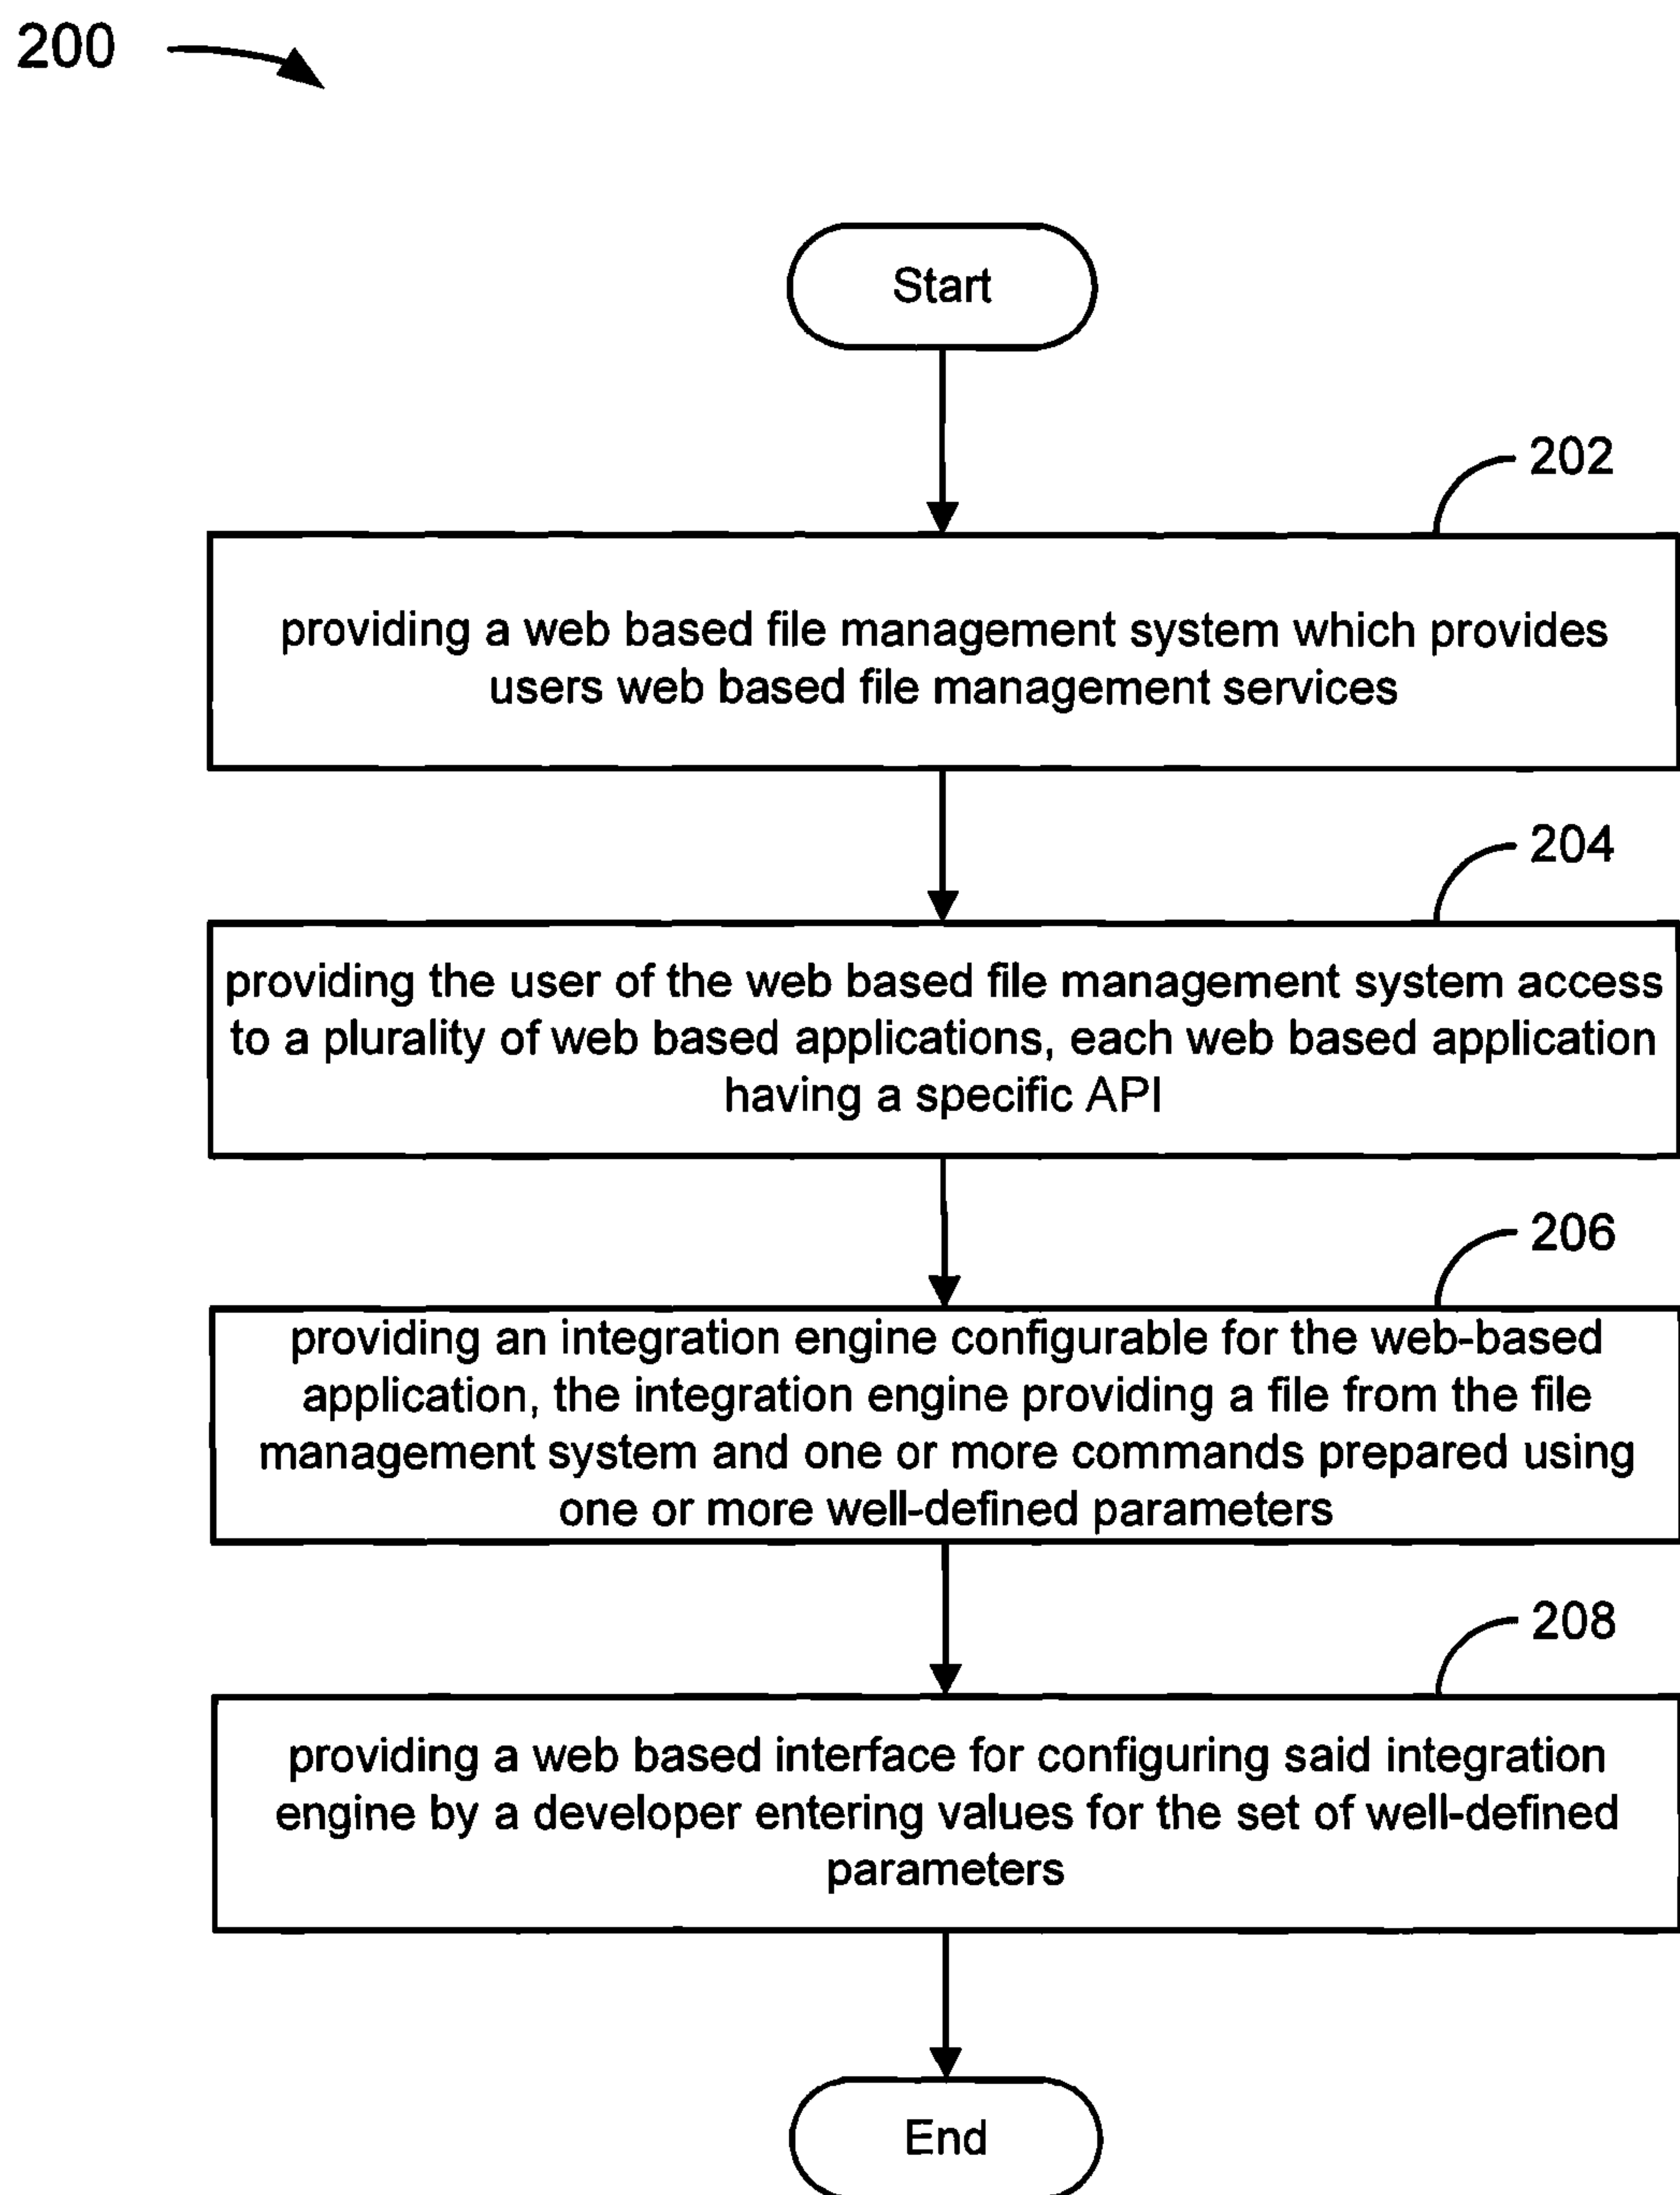 200
Start
202
providing a web based file management system which provides
users web based file management services
204
providing the user of the web based file management system access
to a plurality of web based applications, each web based application
having a specific API
206
providing an integration engine configurable for the web-based
application, the integration engine providing a file from the file
management system and one or more commands prepared using
one or more well-defined parameters
208
providing a web based interface for configuring said integration
engine by a developer entering values for the set of well-defined
parameters
End